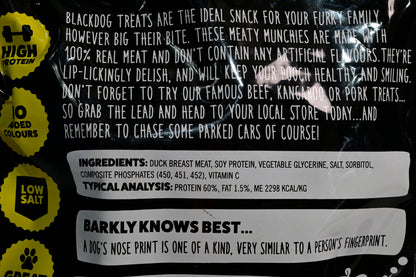 BLACKDOG TREATS ARE THE IDEAL SNACK FOR YOUR FURRY FAMILY
HOWEVER BIG THEIR BITE. THESE MEATY MUNCHIES ARE MADE WITH
100% REAL MEAT AND DON'T CONTAIN ANY ARTIFICIAL FLAVOURS. THEY'RE
LIP-LICKINGLY DELISH, AND WILL KEEP YOUR POOCH HEALTHY AND SMILING.
DON'T FORGET TO TRY OUR FAMOUS BEEF, KANGAROO OR PORK TREATS...
SO GRAB THE LEAD AND HEAD TO YOUR LOCAL STORE TODAY...AND
REMEMBER TO CHASE SOME PARKED CARS OF COURSE!
HIGH
PROTEIN
COLOURS
LOW
SALT
INGREDIENTS: DUCK BREAST MEAT, SOY PROTEIN, VEGETABLE GLYCERINE, SALT, SORBITOL,
COMPOSITE PHOSPHATES (450, 451, 452), VITAMIN C
TYPICAL ANALYSIS: PROTEIN 60%, FAT 1.5%, ME 2298 KCAL/KG
BARKLY KNOWS BEST...
A DOG'S NOSE PRINT IS ONE OF A KIND, VERY SIMILAR TO A PERSON'S FINGERPRINT.
GREAT